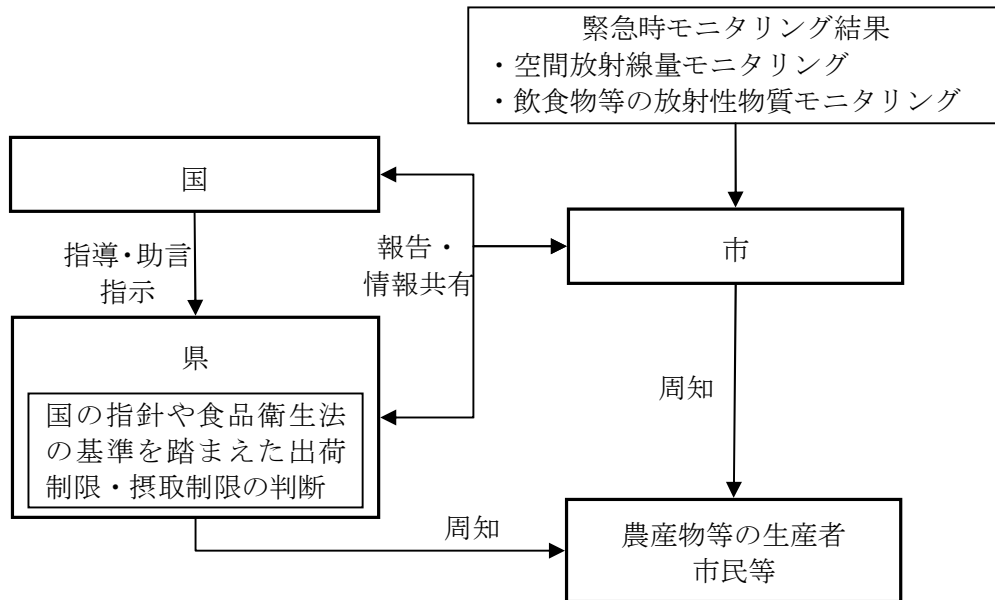 緊急時モニタリング結果
・空間放射線量モニタリング
・飲食物等の放射性物質モニタリング
国
市
指導・助言
指示
報告・
情報共有
県
国の指針や食品衛生法
の基準を踏まえた出荷
制限・摂取制限の判断
周知
周知
農産物等の生産者
市民等